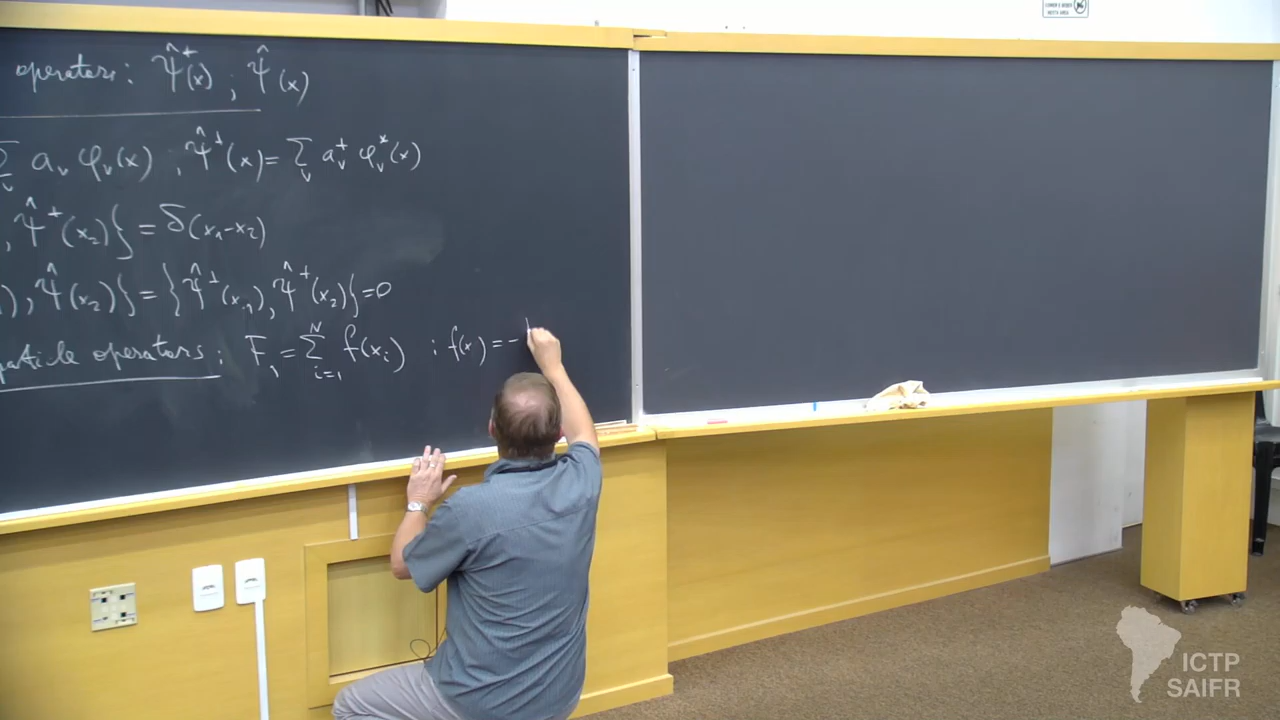 operators: Ψ̂⁺(x) ; Ψ̂(x)
∑_ν a_ν φ_ν(x) , Ψ̂⁺(x) = ∑_ν a_ν⁺ φ_ν*(x)
, Ψ̂⁺(x₂)} = δ(x₁-x₂)
), Ψ̂(x₂)} = {Ψ̂⁺(x₁), Ψ̂⁺(x₂)} = 0
operators : F₁ = ∑_{i=1}^N f(x_i) ; f(x) = -
ICTP
SAIFR